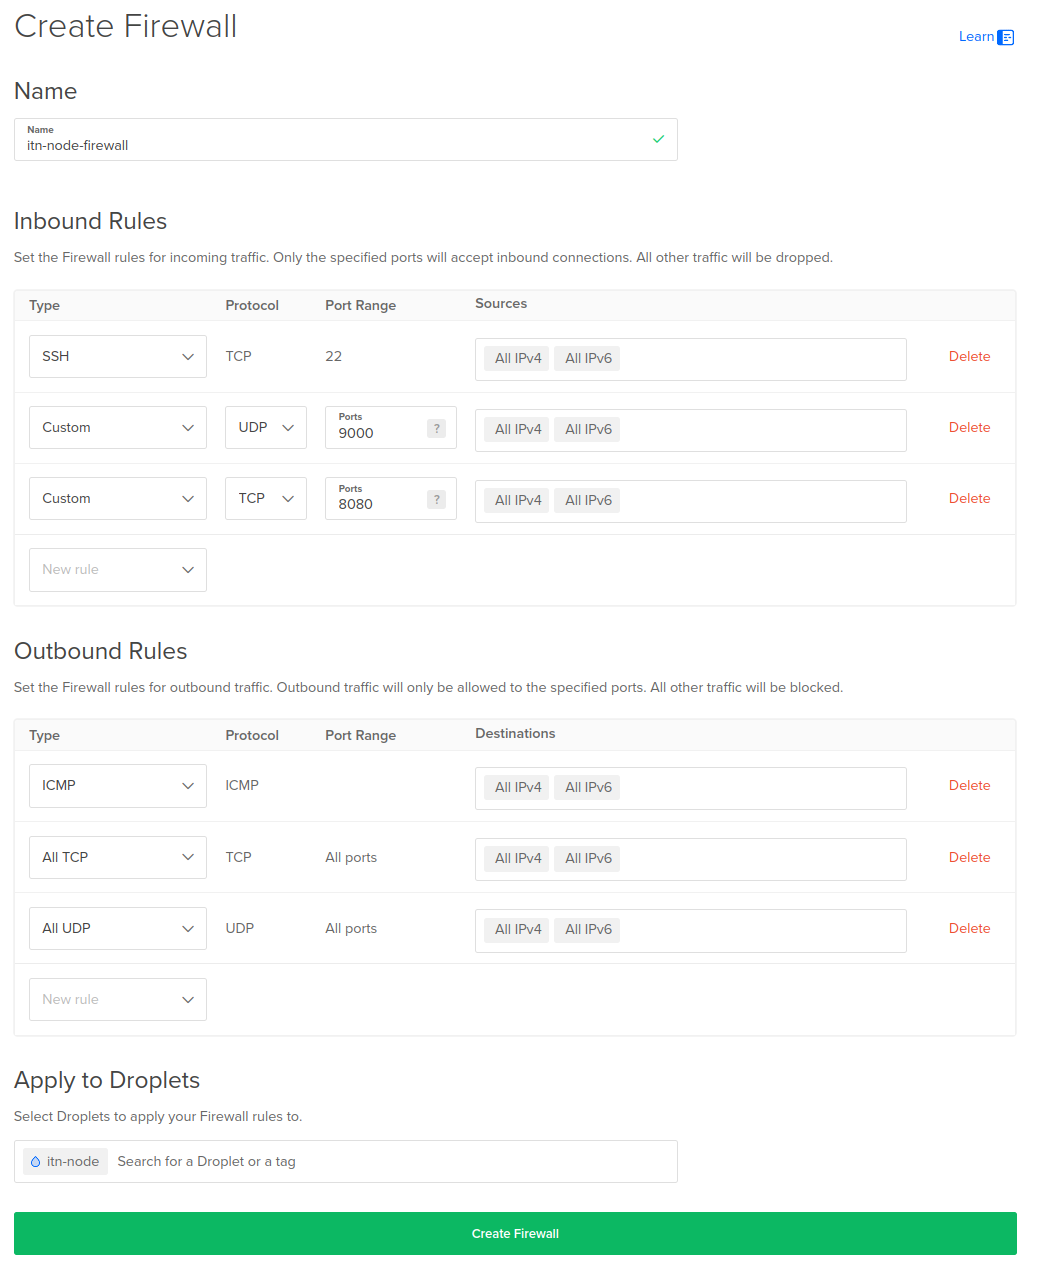 Create Firewall
Learn
Name
Name
itn-node-firewall
Inbound Rules
Set the Firewall rules for incoming traffic. Only the specified ports will accept inbound connections. All other traffic will be dropped.
Type Protocol Port Range Sources
SSH TCP 22 All IPv4 All IPv6 Delete
Custom UDP Ports 9000 ? All IPv4 All IPv6 Delete
Custom TCP Ports 8080 ? All IPv4 All IPv6 Delete
New rule
Outbound Rules
Set the Firewall rules for outbound traffic. Outbound traffic will only be allowed to the specified ports. All other traffic will be blocked.
Type Protocol Port Range Destinations
ICMP ICMP All IPv4 All IPv6 Delete
All TCP TCP All ports All IPv4 All IPv6 Delete
All UDP UDP All ports All IPv4 All IPv6 Delete
New rule
Apply to Droplets
Select Droplets to apply your Firewall rules to.
itn-node Search for a Droplet or a tag
Create Firewall